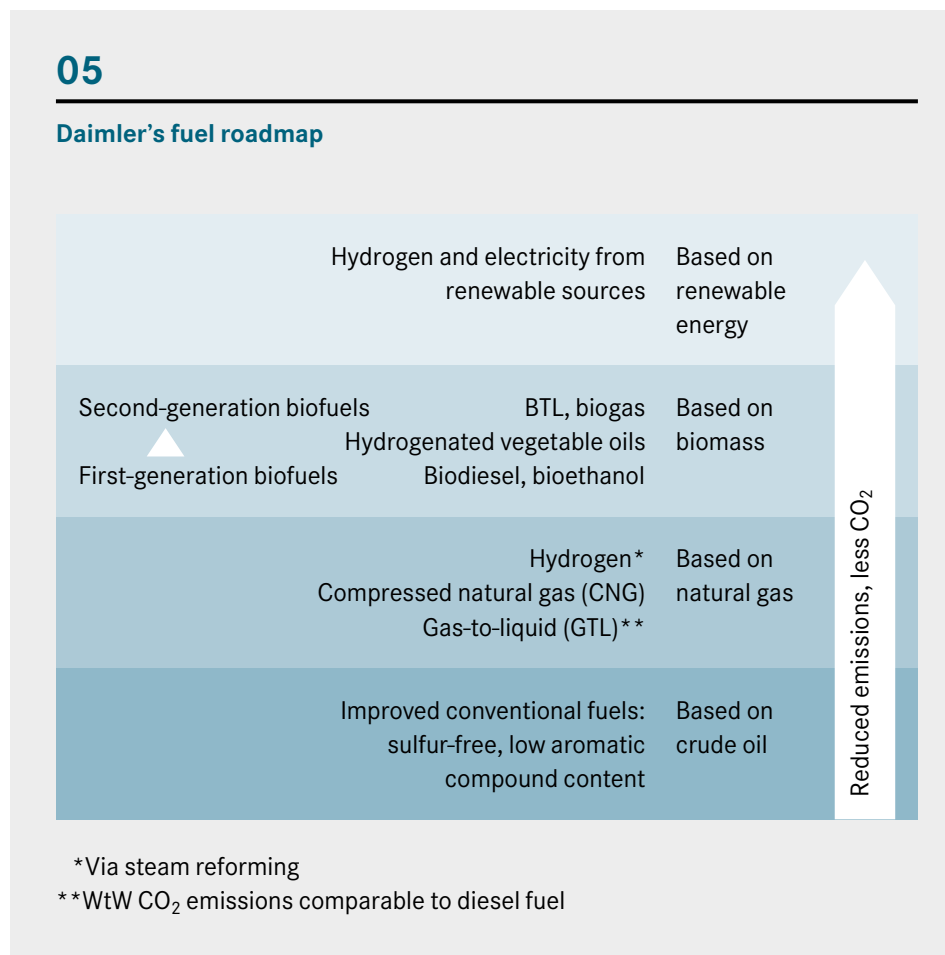 05
Daimler’s fuel roadmap
Hydrogen and electricity from
renewable sources
Based on
renewable
energy
Second-generation biofuels
First-generation biofuels
BTL, biogas
Hydrogenated vegetable oils
Biodiesel, bioethanol
Based on
biomass
Hydrogen*
Compressed natural gas (CNG)
Gas-to-liquid (GTL)**
Based on
natural gas
Improved conventional fuels:
sulfur-free, low aromatic
compound content
Based on
crude oil
Reduced emissions, less CO₂
*Via steam reforming
**WtW CO₂ emissions comparable to diesel fuel